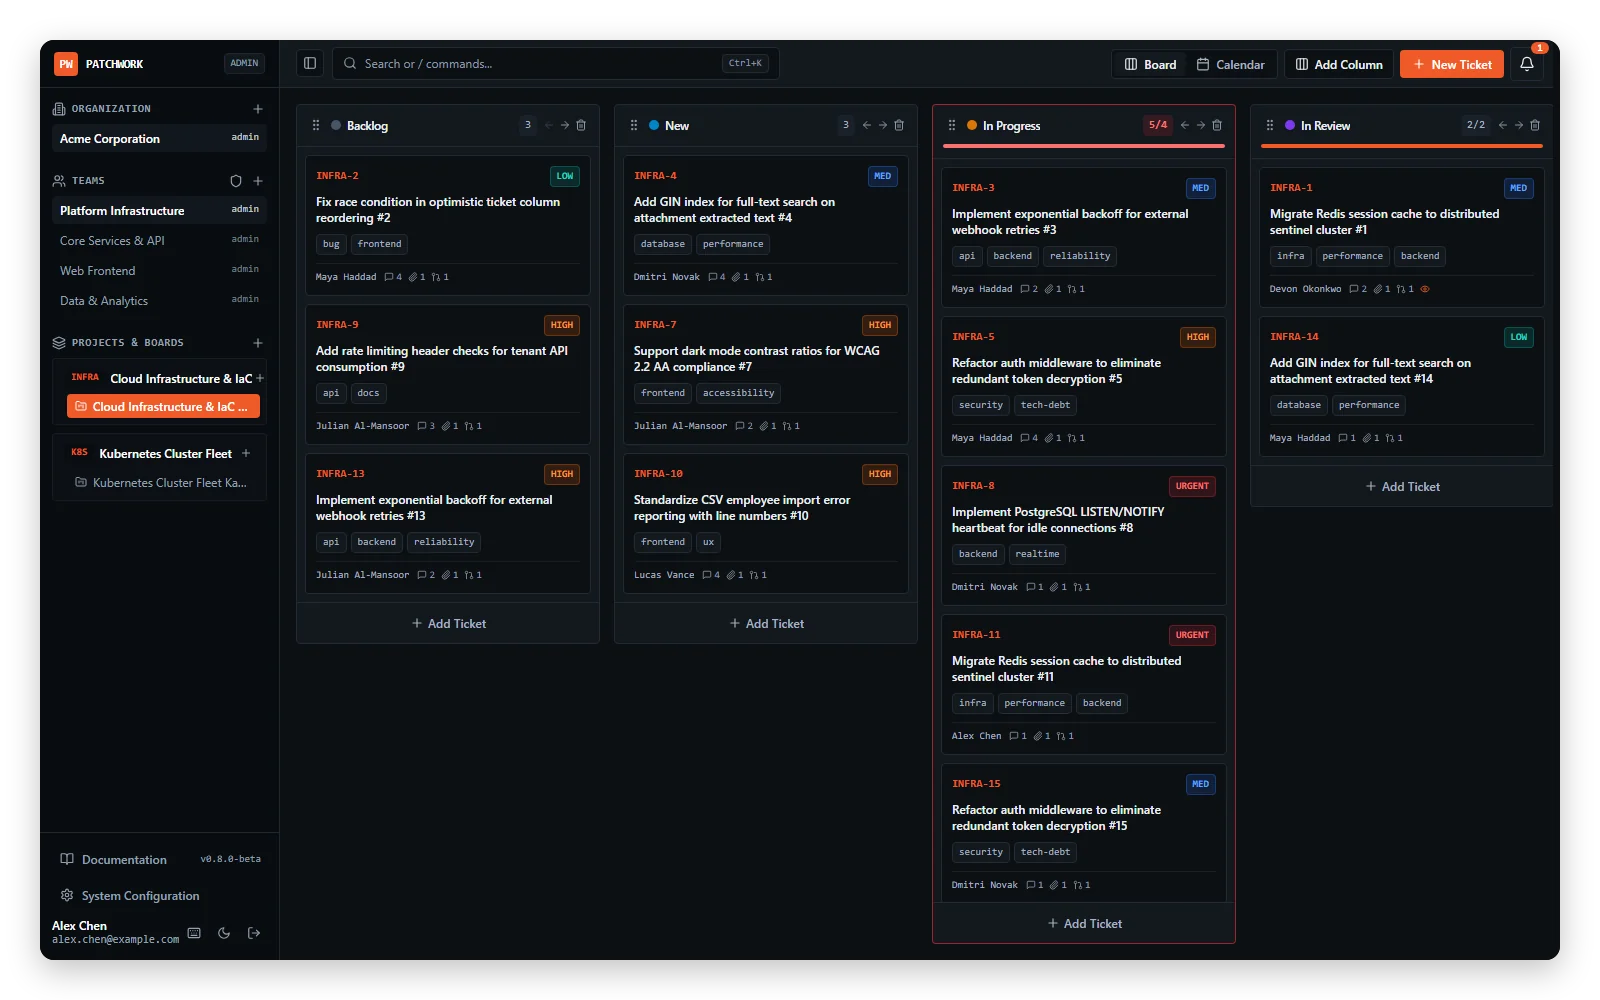 PW PATCHWORK ADMIN
ORGANIZATION
Acme Corporation admin
TEAMS
Platform Infrastructure admin
Core Services & API admin
Web Frontend admin
Data & Analytics admin
PROJECTS & BOARDS
INFRA Cloud Infrastructure & IaC
Cloud Infrastructure & IaC ...
K8S Kubernetes Cluster Fleet
Kubernetes Cluster Fleet Ka...
Documentation v0.8.0-beta
System Configuration
Alex Chen
alex.chen@example.com
Search or / commands... Ctrl+K
Board Calendar Add Column New Ticket 1
Backlog 3
INFRA-2 LOW
Fix race condition in optimistic ticket column
reordering #2
bug frontend
Maya Haddad 4 1 1
INFRA-9 HIGH
Add rate limiting header checks for tenant API
consumption #9
api docs
Julian Al-Mansoor 3 1 1
INFRA-13 HIGH
Implement exponential backoff for external
webhook retries #13
api backend reliability
Julian Al-Mansoor 2 1 1
Add Ticket
New 3
INFRA-4 MED
Add GIN index for full-text search on
attachment extracted text #4
database performance
Dmitri Novak 4 1 1
INFRA-7 HIGH
Support dark mode contrast ratios for WCAG
2.2 AA compliance #7
frontend accessibility
Julian Al-Mansoor 2 1 1
INFRA-10 HIGH
Standardize CSV employee import error
reporting with line numbers #10
frontend ux
Lucas Vance 4 1 1
Add Ticket
In Progress 5/4
INFRA-3 MED
Implement exponential backoff for external
webhook retries #3
api backend reliability
Maya Haddad 2 1 1
INFRA-5 HIGH
Refactor auth middleware to eliminate
redundant token decryption #5
security tech-debt
Maya Haddad 4 1 1
INFRA-8 URGENT
Implement PostgreSQL LISTEN/NOTIFY
heartbeat for idle connections #8
backend realtime
Dmitri Novak 1 1 1
INFRA-11 URGENT
Migrate Redis session cache to distributed
sentinel cluster #11
infra performance backend
Alex Chen 1 1 1
INFRA-15 MED
Refactor auth middleware to eliminate
redundant token decryption #15
security tech-debt
Dmitri Novak 1 1 1
Add Ticket
In Review 2/2
INFRA-1 MED
Migrate Redis session cache to distributed
sentinel cluster #1
infra performance backend
Devon Okonkwo 2 1 1
INFRA-14 LOW
Add GIN index for full-text search on
attachment extracted text #14
database performance
Maya Haddad 1 1 1
Add Ticket